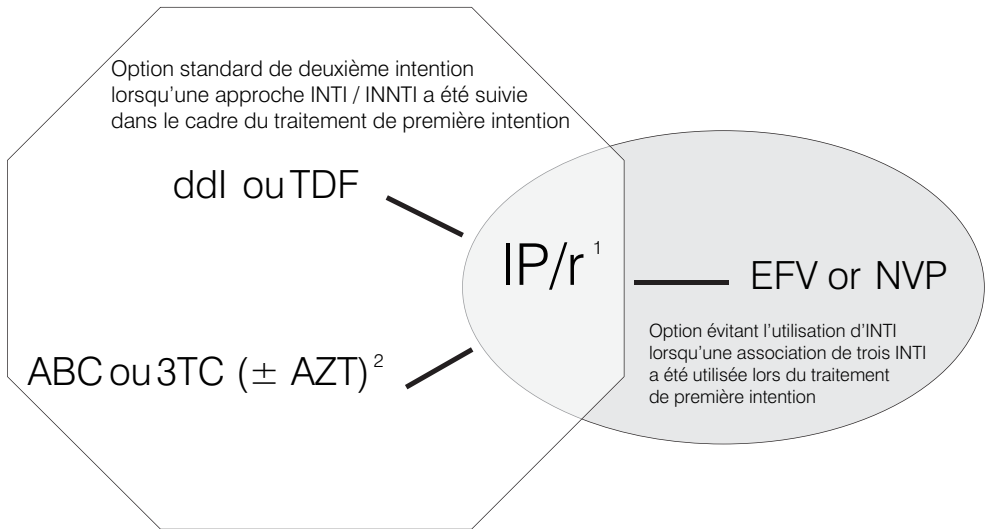 Option standard de deuxième intention
lorsqu'une approche INTI / INNTI a été suivie
dans le cadre du traitement de première intention
ddI ou TDF
IP/r ¹
EFV or NVP
ABC ou 3TC (± AZT) ²
Option évitant l'utilisation d'INTI
lorsqu'une association de trois INTI
a été utilisée lors du traitement
de première intention